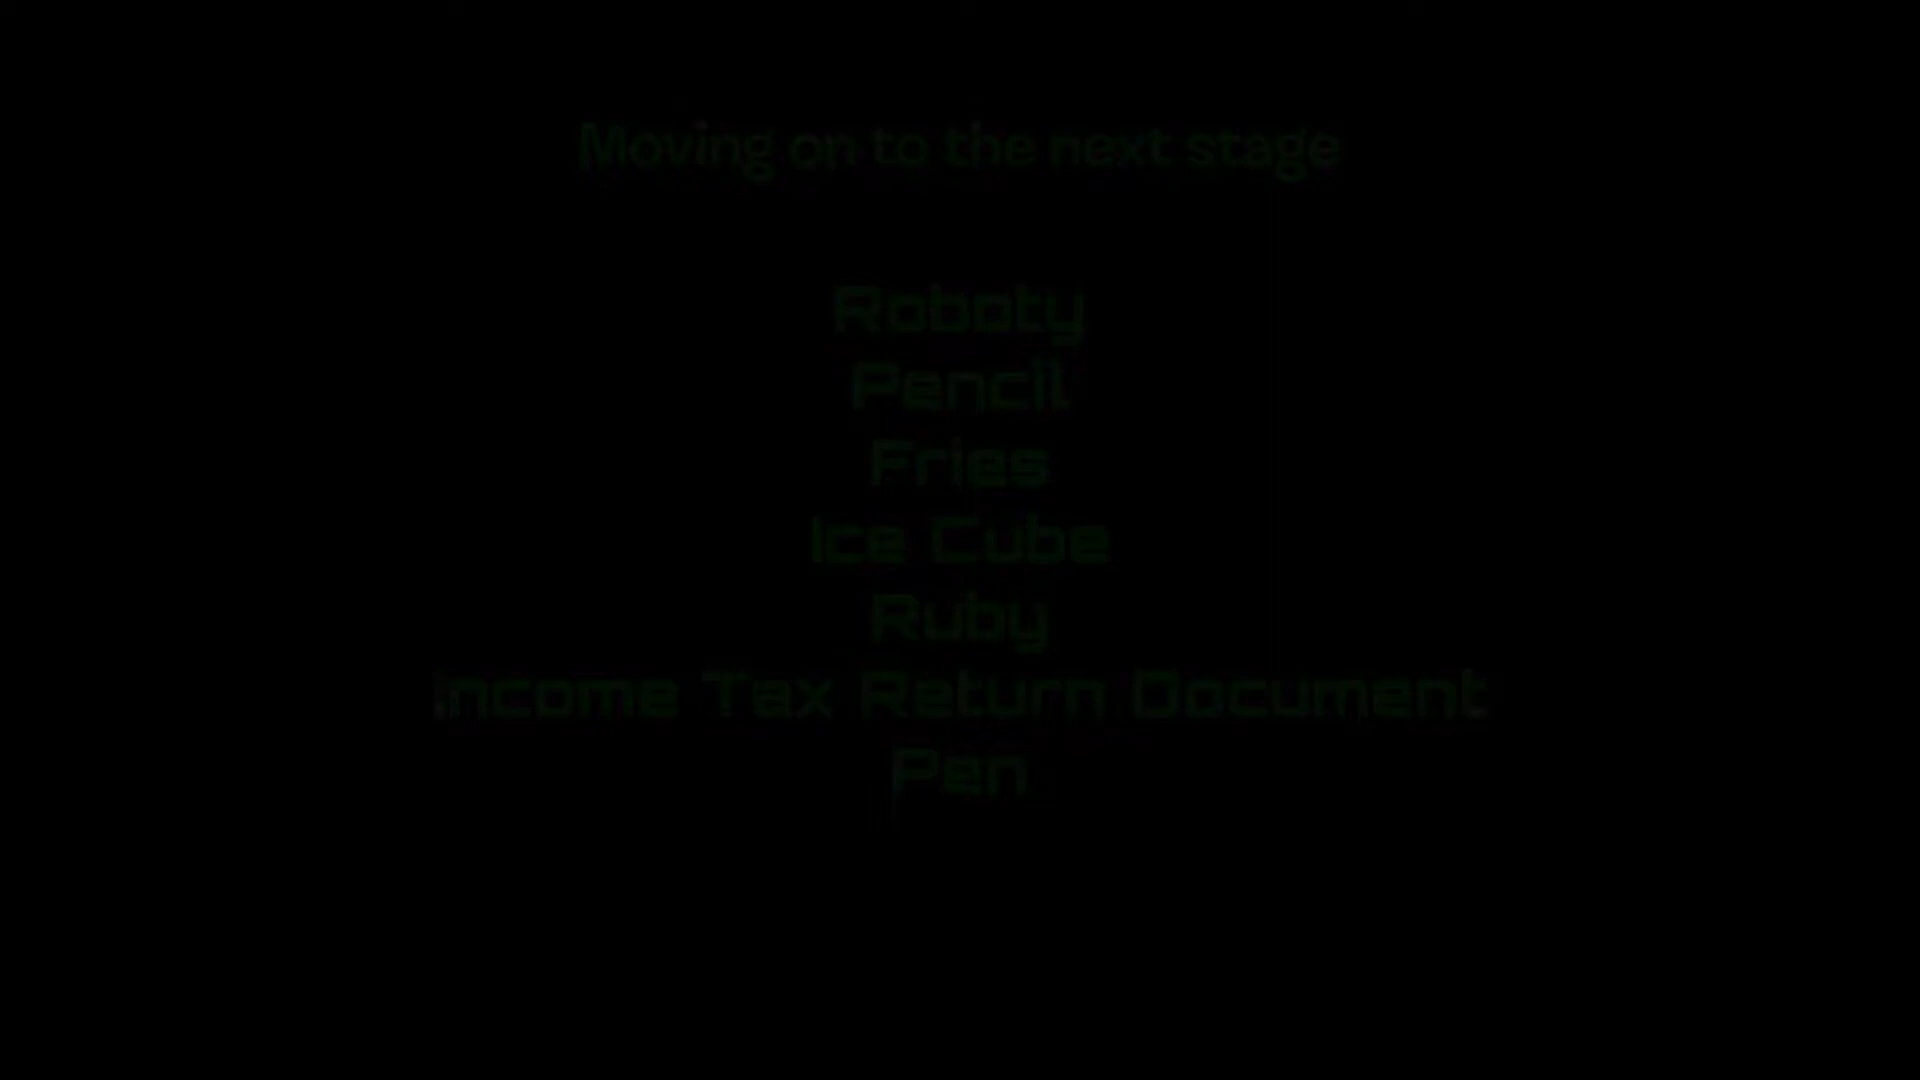 Moving on to the next stage
Roboty
Pencil
Fries
Ice Cube
Ruby
Income Tax Return Document
Pen